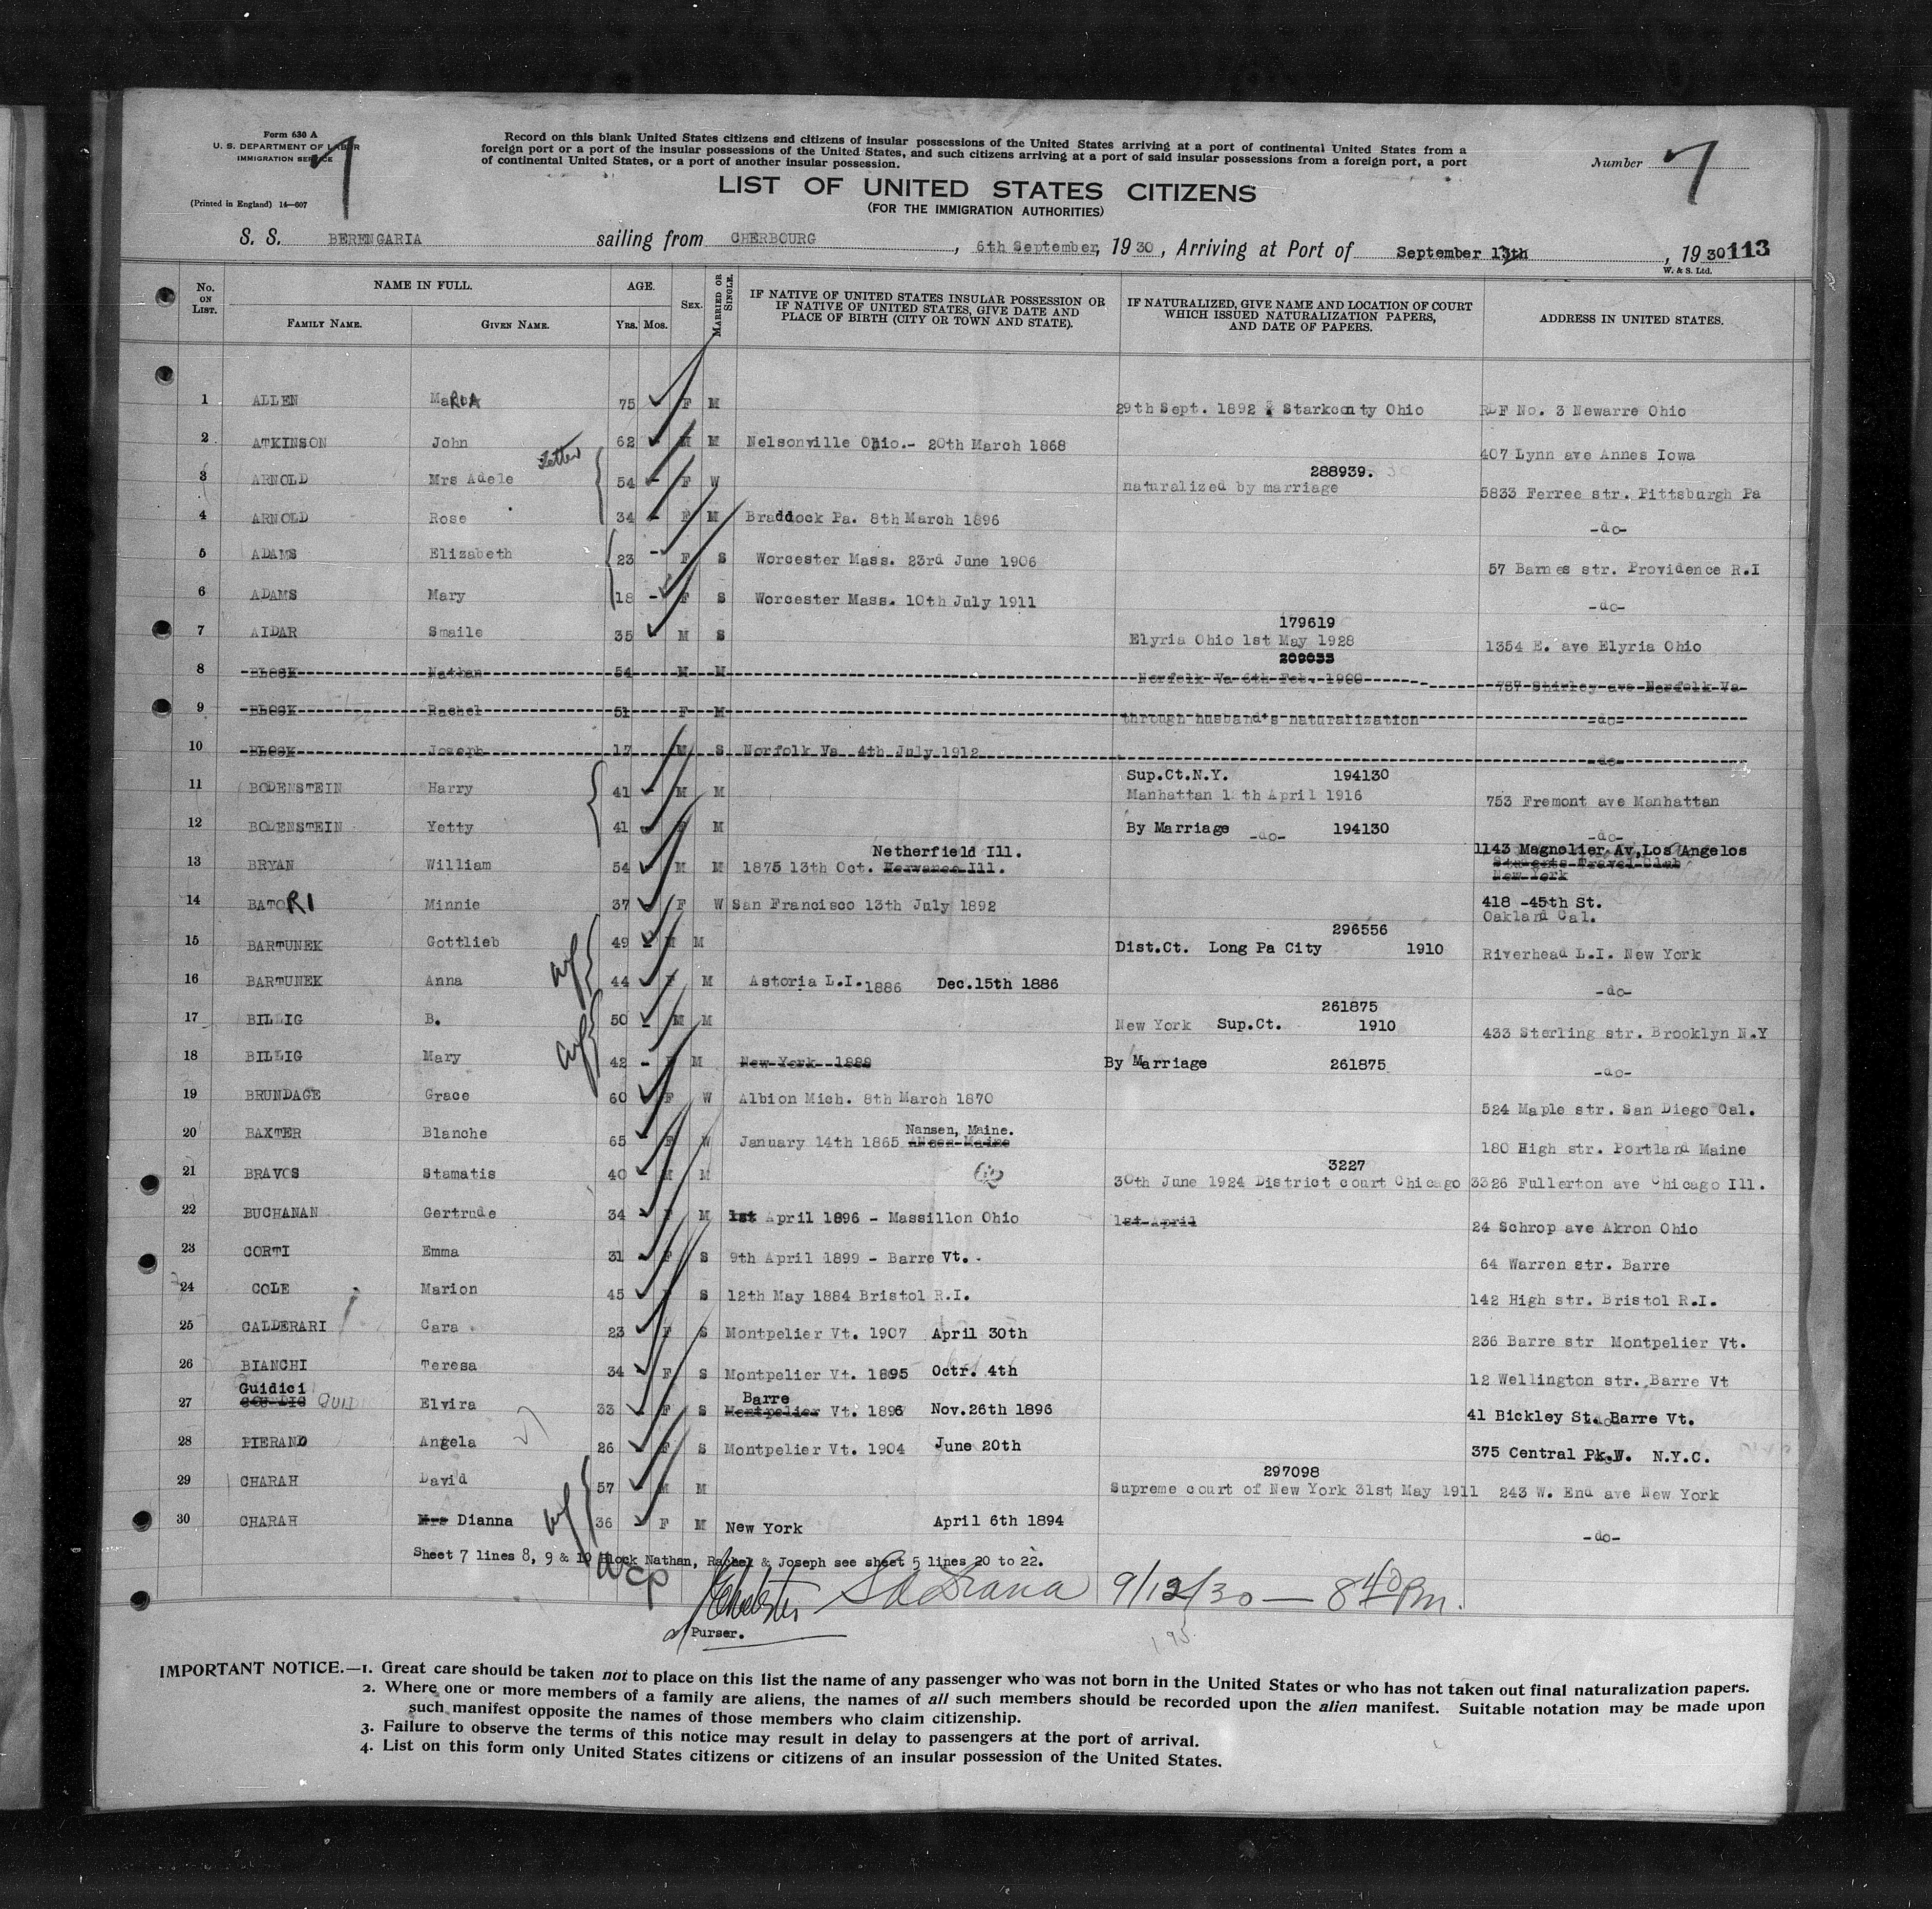 Form 630 A
U. S. DEPARTMENT OF LABOR
IMMIGRATION SERVICE
(Printed in England) 14—607
7
Record on this blank United States citizens and citizens of insular possessions of the United States arriving at a port of continental United States from a
foreign port or a port of the insular possessions of the United States, and such citizens arriving at a port of said insular possessions from a foreign port, a port
of continental United States, or a port of another insular possession.
Number 7
LIST OF UNITED STATES CITIZENS
(FOR THE IMMIGRATION AUTHORITIES)
S. S. BERENGARIA sailing from CHERBOURG, 6th September, 1930, Arriving at Port of September 13th, 1930 113
W. & S. Ltd.
No. ON LIST. NAME IN FULL. FAMILY NAME. GIVEN NAME. AGE. YRS. MOS. SEX. MARRIED OR SINGLE. IF NATIVE OF UNITED STATES INSULAR POSSESSION OR IF NATIVE OF UNITED STATES, GIVE DATE AND PLACE OF BIRTH (CITY OR TOWN AND STATE). IF NATURALIZED, GIVE NAME AND LOCATION OF COURT WHICH ISSUED NATURALIZATION PAPERS, AND DATE OF PAPERS. ADDRESS IN UNITED STATES.
1 ALLEN MaRIA 75 F M 29th Sept. 1892 Starkconty Ohio RDF No. 3 Newarre Ohio
2 ATKINSON John 62 M M Nelsonville Ohio.- 20th March 1868 407 Lynn ave Annes Iowa
Letter
3 ARNOLD Mrs Adele 54 - F W 288939. naturalized by marriage 5833 Ferree str. Pittsburgh Pa
4 ARNOLD Rose 34 - F M Braddock Pa. 8th March 1896 -do-
5 ADAMS Elizabeth 23 - F S Worcester Mass. 23rd June 1906 57 Barnes str. Providence R.I
6 ADAMS Mary 18 - F S Worcester Mass. 10th July 1911 -do-
7 AIDAR Smaile 35 M S 179619 Elyria Ohio 1st May 1928 1354 E. ave Elyria Ohio
8 BLOCK Nathan 54 M M 209033 Norfolk Va 6th Feb. 1900 737 Shirley ave Norfolk Va
9 BLOCK Rachel 51 F M through husband's naturalization -do-
10 BLOCK Joseph 17 M S Norfolk Va 4th July 1912 -do-
11 BODENSTEIN Harry 41 - M M Sup.Ct.N.Y. 194130 Manhattan th April 1916 753 Fremont ave Manhattan
12 BODENSTEIN Yetty 41 - F M By Marriage -do- 194130 -do-
13 BRYAN William 54 M M 1875 13th Oct. Netherfield Ill. 1143 Magnolier Av,Los Angelos Students Travel Club New York
14 BATORI Minnie 37 F W San Francisco 13th July 1892 418 -45th St. Oakland Cal.
15 BARTUNEK Gottlieb 49 - M M 296556 Dist.Ct. Long Pa City 1910 Riverhead L.I. New York
wf
16 BARTUNEK Anna 44 - F M Astoria L.I. 1886 Dec.15th 1886 -do-
17 BILLIG B. 50 - M M 261875 New York Sup.Ct. 1910 433 Sterling str. Brooklyn N.Y
wf
18 BILLIG Mary 42 - F M New York 1888 By Marriage 261875 -do-
19 BRUNDAGE Grace 60 F W Albion Mich. 8th March 1870 524 Maple str. San Diego Cal.
20 BAXTER Blanche 65 - F W January 14th 1865 Nansen, Maine. 180 High str. Portland Maine
21 BRAVOS Stamatis 40 - M M 3227 30th June 1924 District court Chicago 3326 Fullerton ave Chicago Ill.
22 BUCHANAN Gertrude 34 - F M 1st April 1896 - Massillon Ohio 1st April 24 Schrop ave Akron Ohio
23 CORTI Emma 31 - F S 9th April 1899 - Barre Vt. 64 Warren str. Barre
24 COLE Marion 45 F S 12th May 1884 Bristol R.I. 142 High str. Bristol R.I.
25 CALDERARI Cara 23 F S Montpelier Vt. 1907 April 30th 236 Barre str Montpelier Vt.
26 BIANCHI Teresa 34 - F S Montpelier Vt. 1895 Octr. 4th 12 Wellington str. Barre Vt
27 Guidici Elvira 33 F S Barre Montpelier Vt. 1896 Nov.26th 1896 41 Bickley St. Barre Vt.
28 PIERAND Angela 26 - F S Montpelier Vt. 1904 June 20th 375 Central Pk.W. N.Y.C.
29 CHARAH David 57 - M M 297098 Supreme court of New York 31st May 1911 243 W. End ave New York
wf
30 CHARAH Mrs Dianna 36 F M New York April 6th 1894 -do-
Sheet 7 lines 8, 9 & 10 Block Nathan, Rachel & Joseph see sheet 5 lines 20 to 22.
9/12/30 — 8 40 Pm.
Purser.
IMPORTANT NOTICE.—1. Great care should be taken not to place on this list the name of any passenger who was not born in the United States or who has not taken out final naturalization papers.
2. Where one or more members of a family are aliens, the names of all such members should be recorded upon the alien manifest. Suitable notation may be made upon
such manifest opposite the names of those members who claim citizenship.
3. Failure to observe the terms of this notice may result in delay to passengers at the port of arrival.
4. List on this form only United States citizens or citizens of an insular possession of the United States.